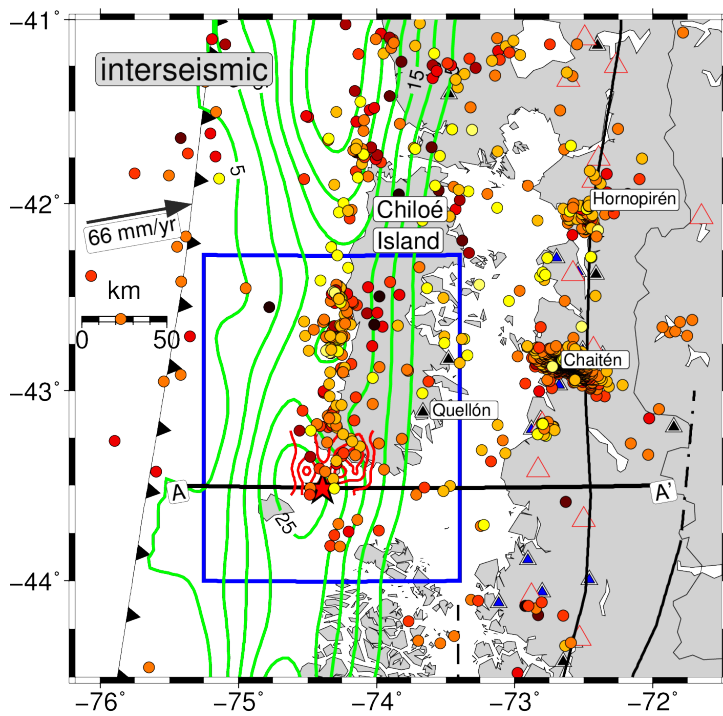 −41°
interseismic
15
5
−42°
Hornopirén
Chiloé
Island
66 mm/yr
km
0 50
Chaitén
−43°
Quellón
A
A'
25
−44°
−76 −75 −74 −73 −72